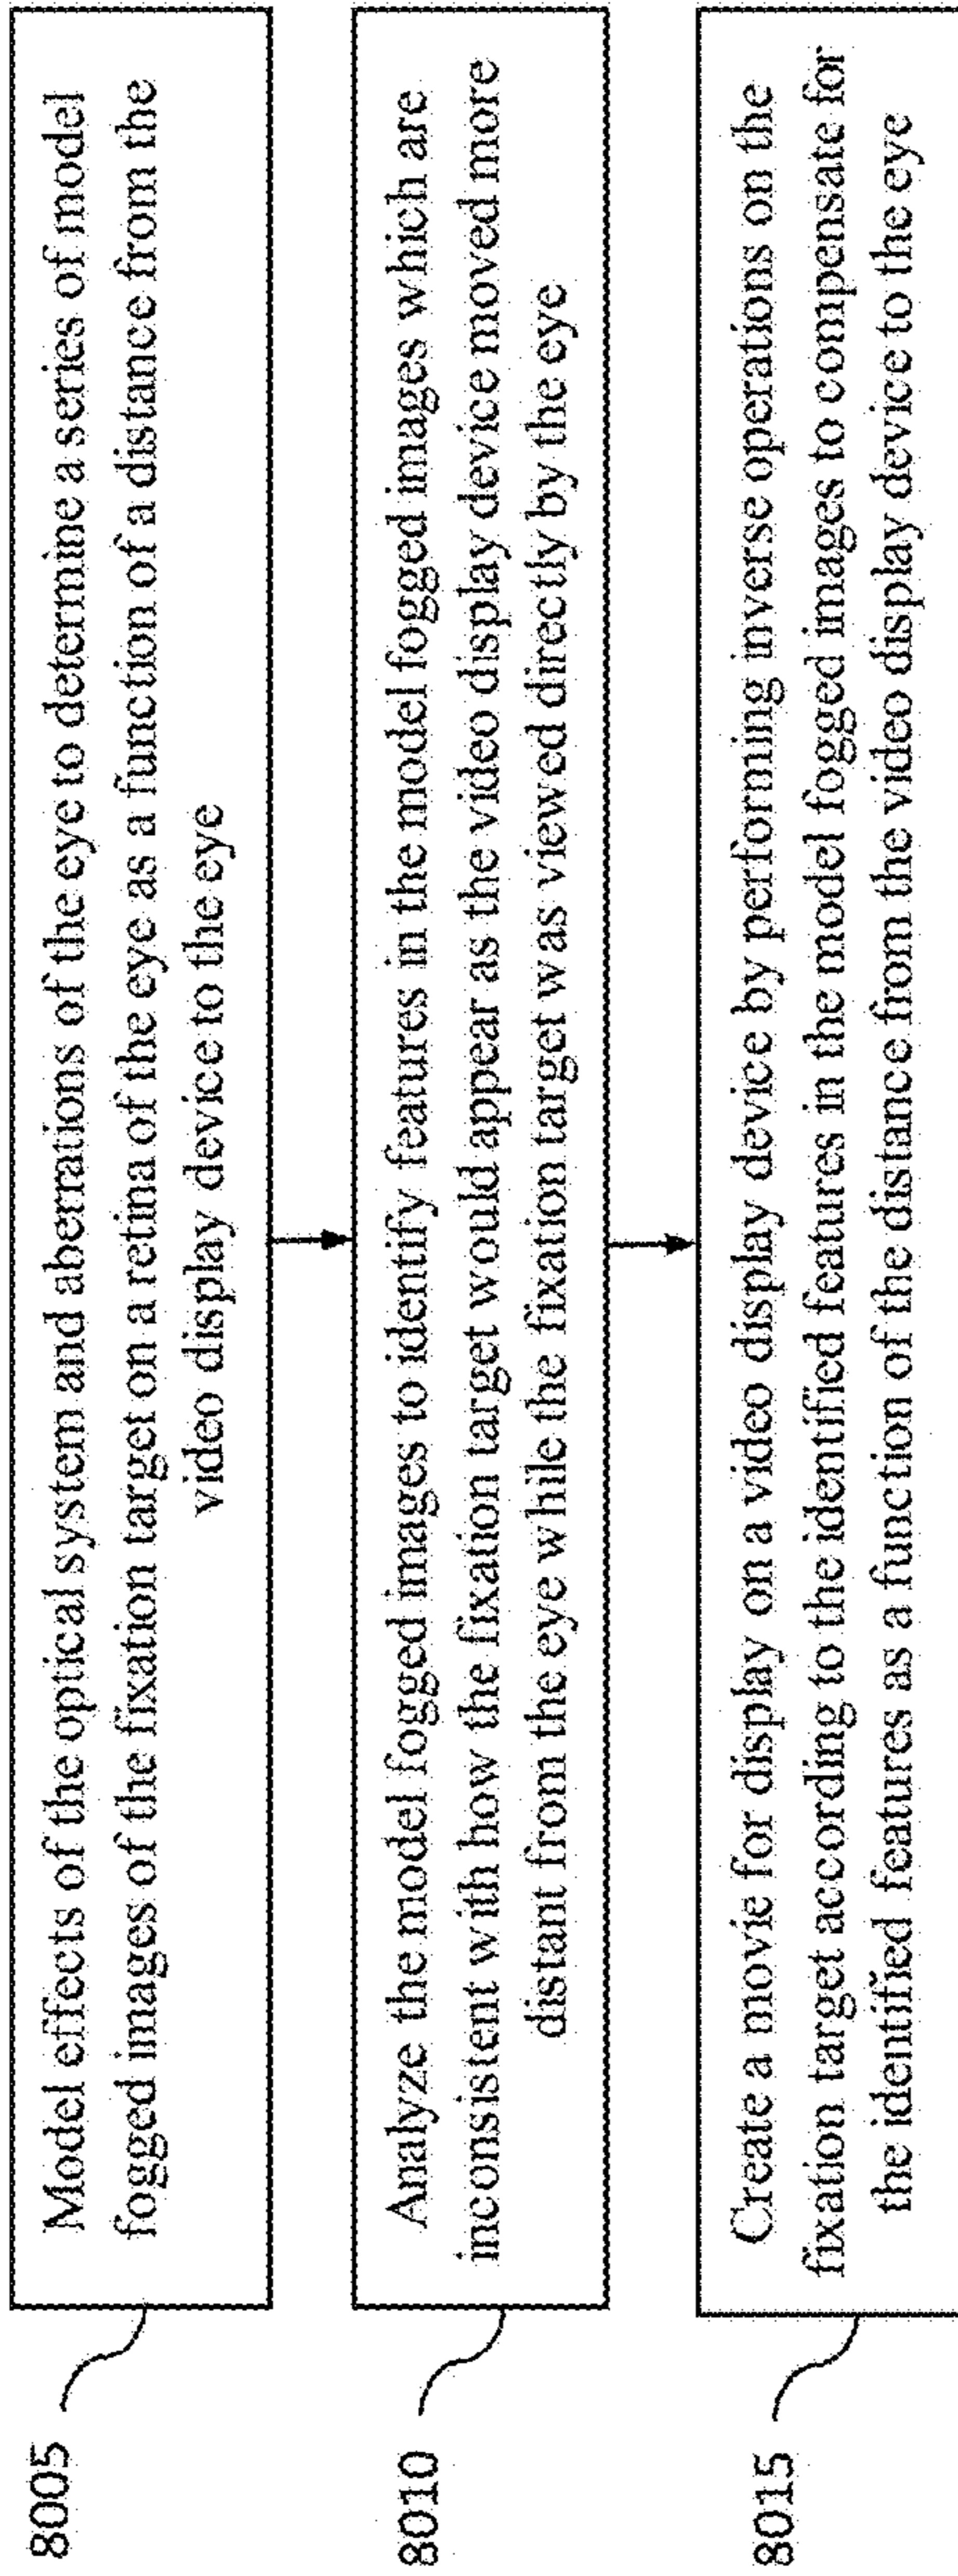 8005
Model effects of the optical system and aberrations of the eye to determine a series of model
fogged images of the fixation target on a retina of the eye as a function of a distance from the
video display device to the eye
8010
Analyze the model fogged images to identify features in the model fogged images which are
inconsistent with how the fixation target would appear as the video display device moved more
distant from the eye while the fixation target was viewed directly by the eye
8015
Create a movie for display on a video display device by performing inverse operations on the
fixation target according to the identified features in the model fogged images to compensate for
the identified features as a function of the distance from the video display device to the eye